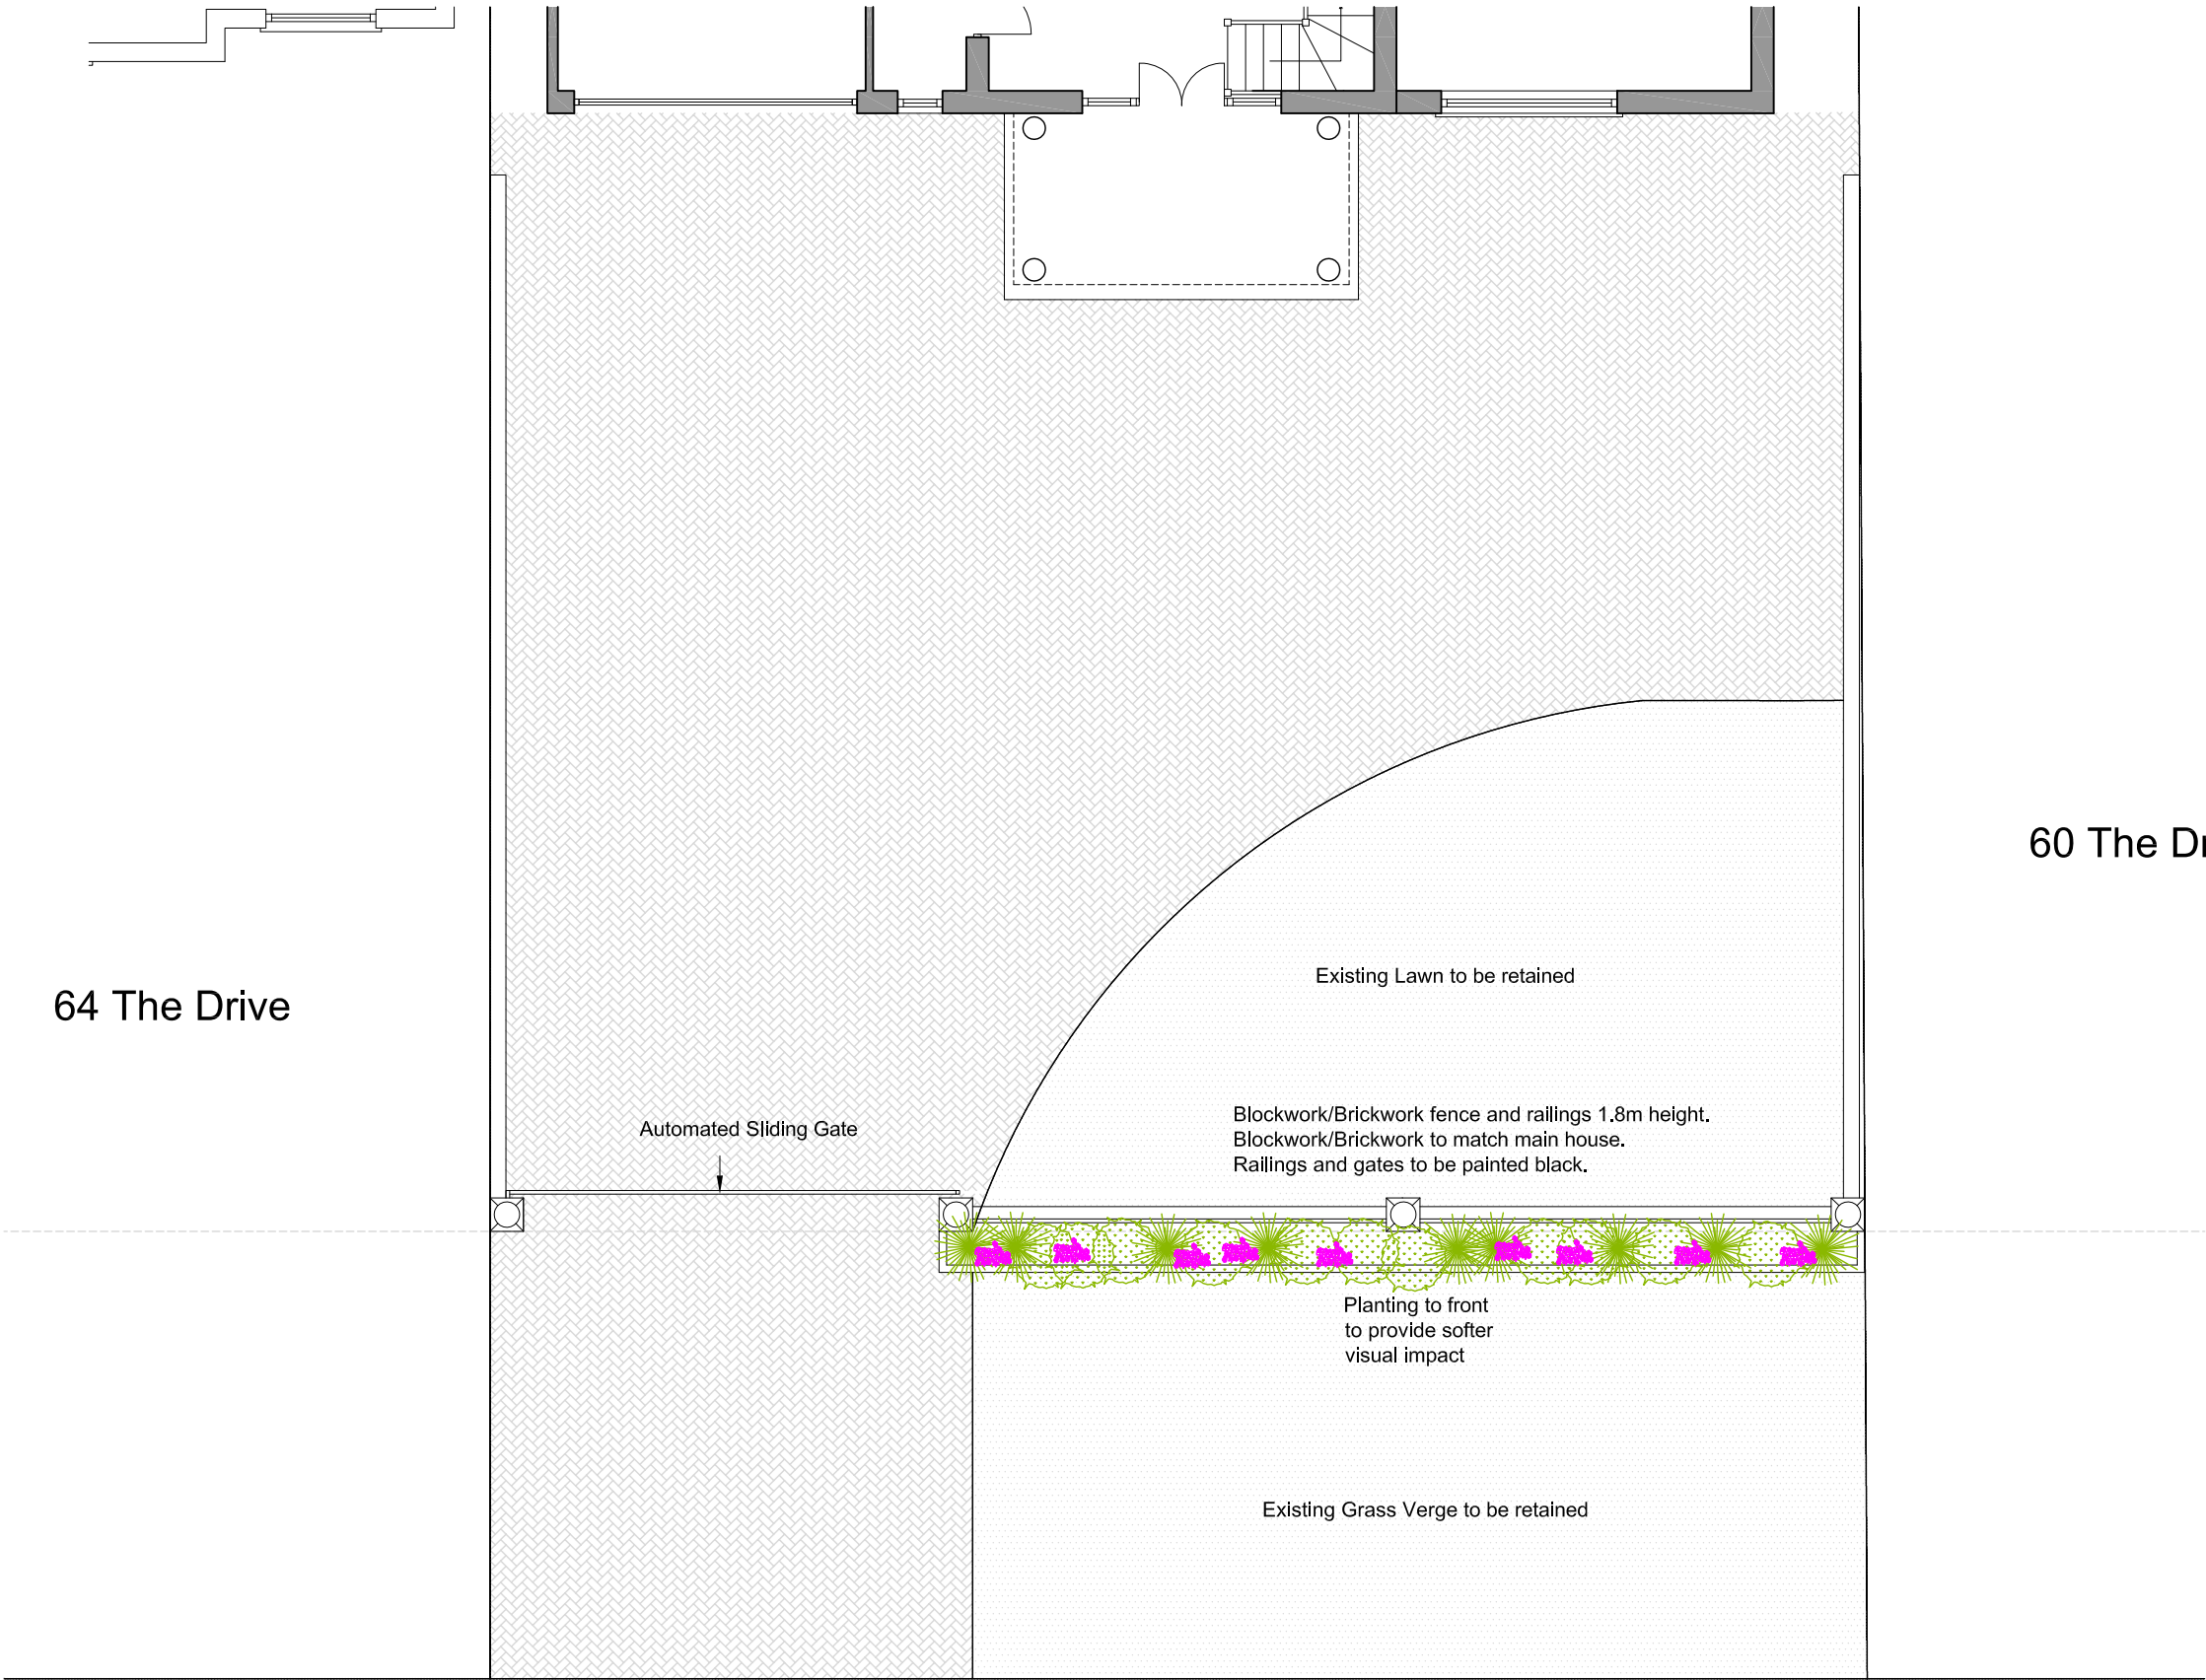 60 The
64 The Drive
Existing Lawn to be retained
Automated Sliding Gate
Blockwork/Brickwork fence and railings 1.8m height.
Blockwork/Brickwork to match main house.
Railings and gates to be painted black.
Planting to front
to provide softer
visual impact
Existing Grass Verge to be retained